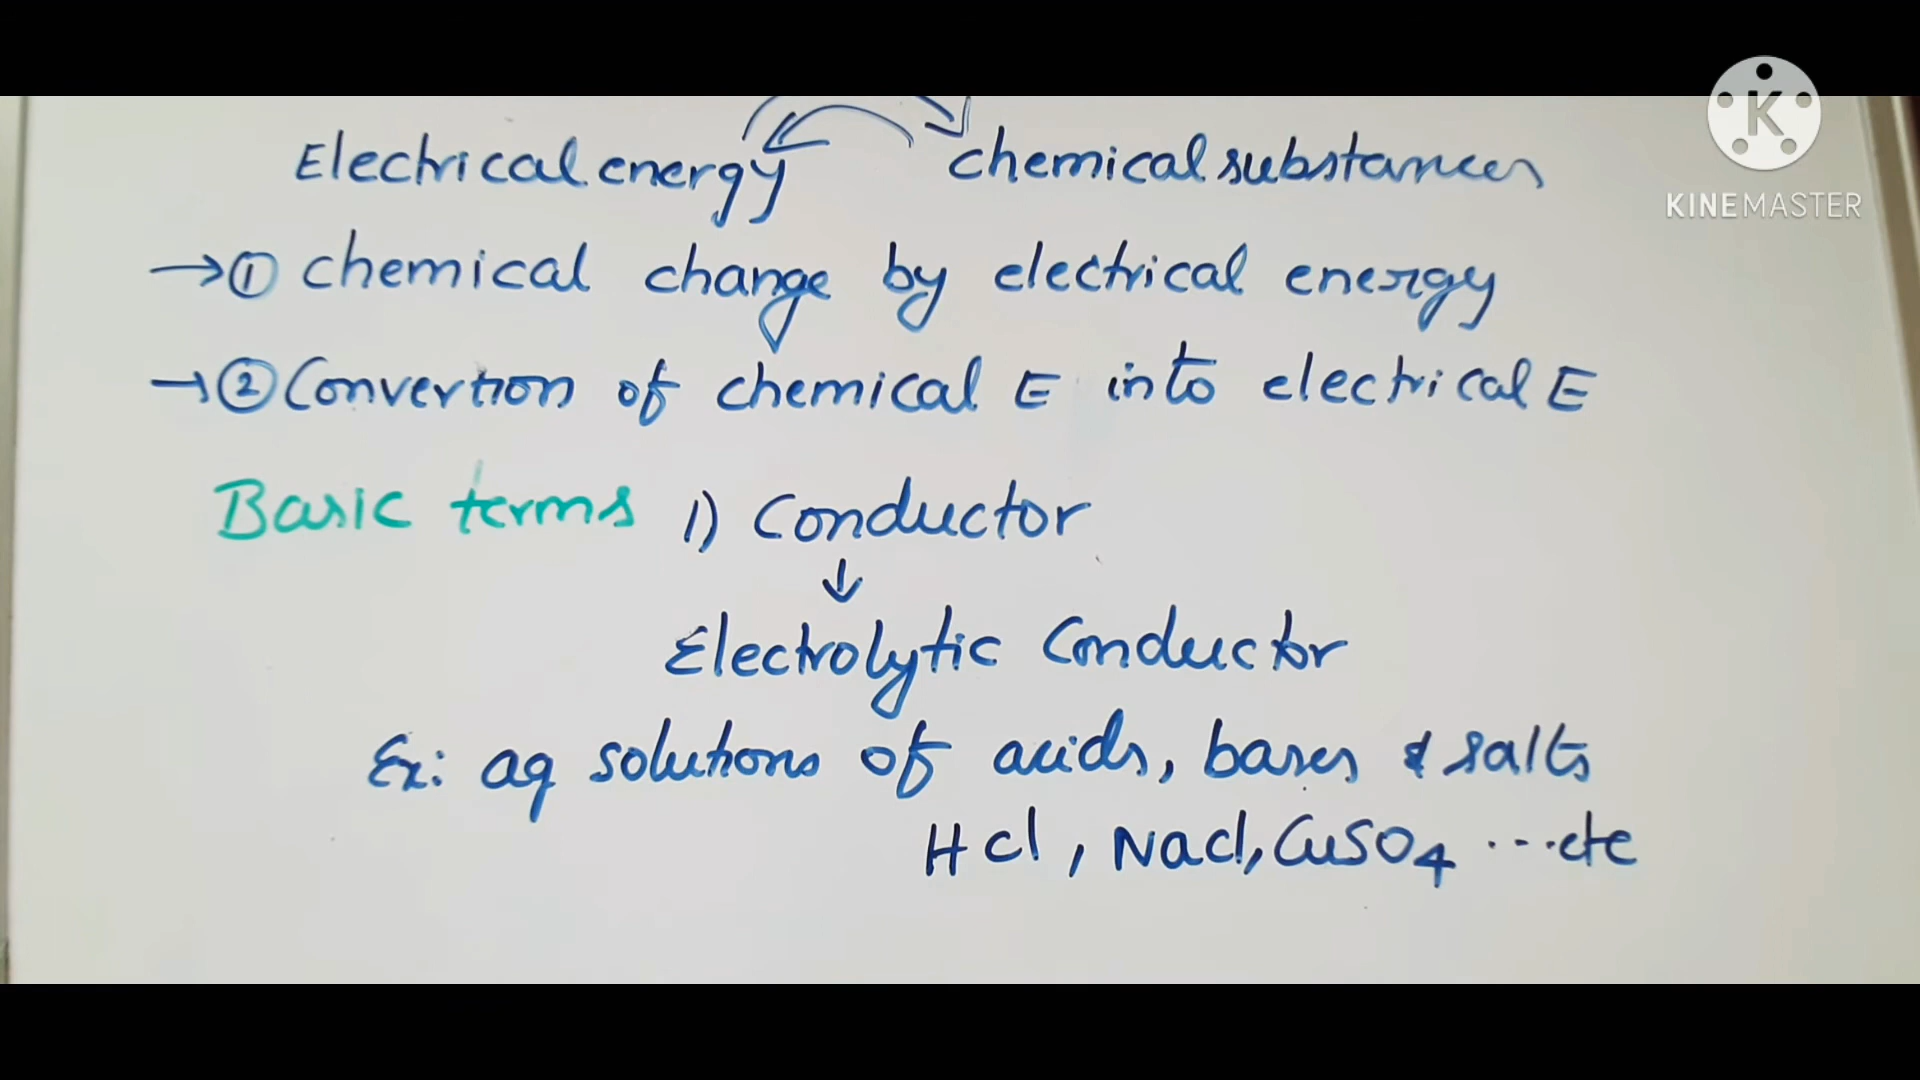 Electrical energy chemical substances
→ ① chemical change by electrical energy
→ ② Convertion of chemical E into electrical E
Basic terms 1) Conductor
↓
Electrolytic Conductor
Ex: aq solutions of acids, bases & salts
HCl, NaCl, CuSO4 ...etc
K
KINEMASTER